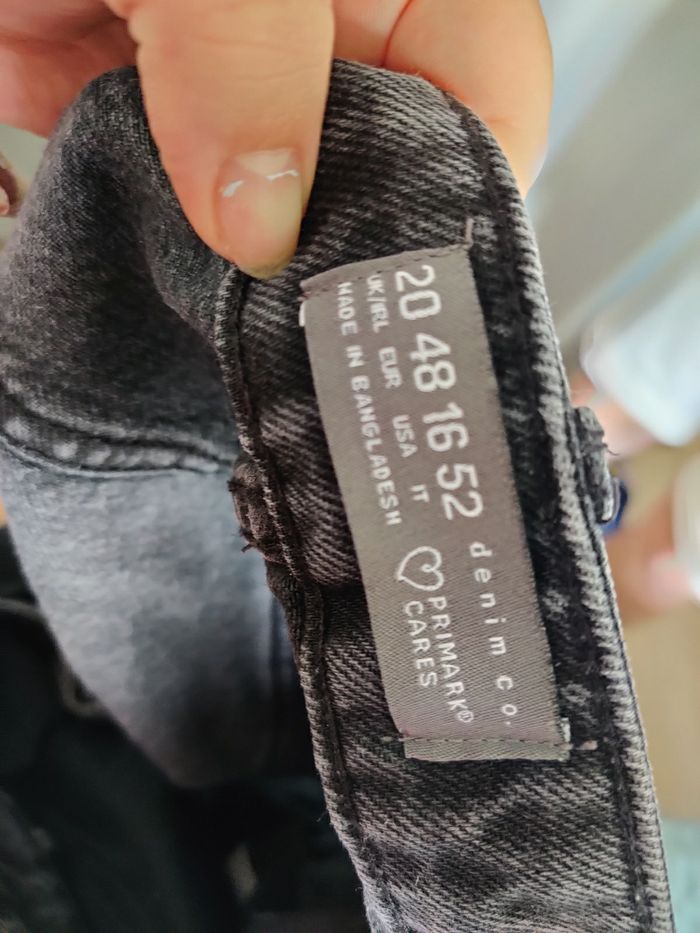 20 48 16 52
UK/IRL EUR USA IT
MADE IN BANGLADESH
denim co.
PRIMARK®
CARES